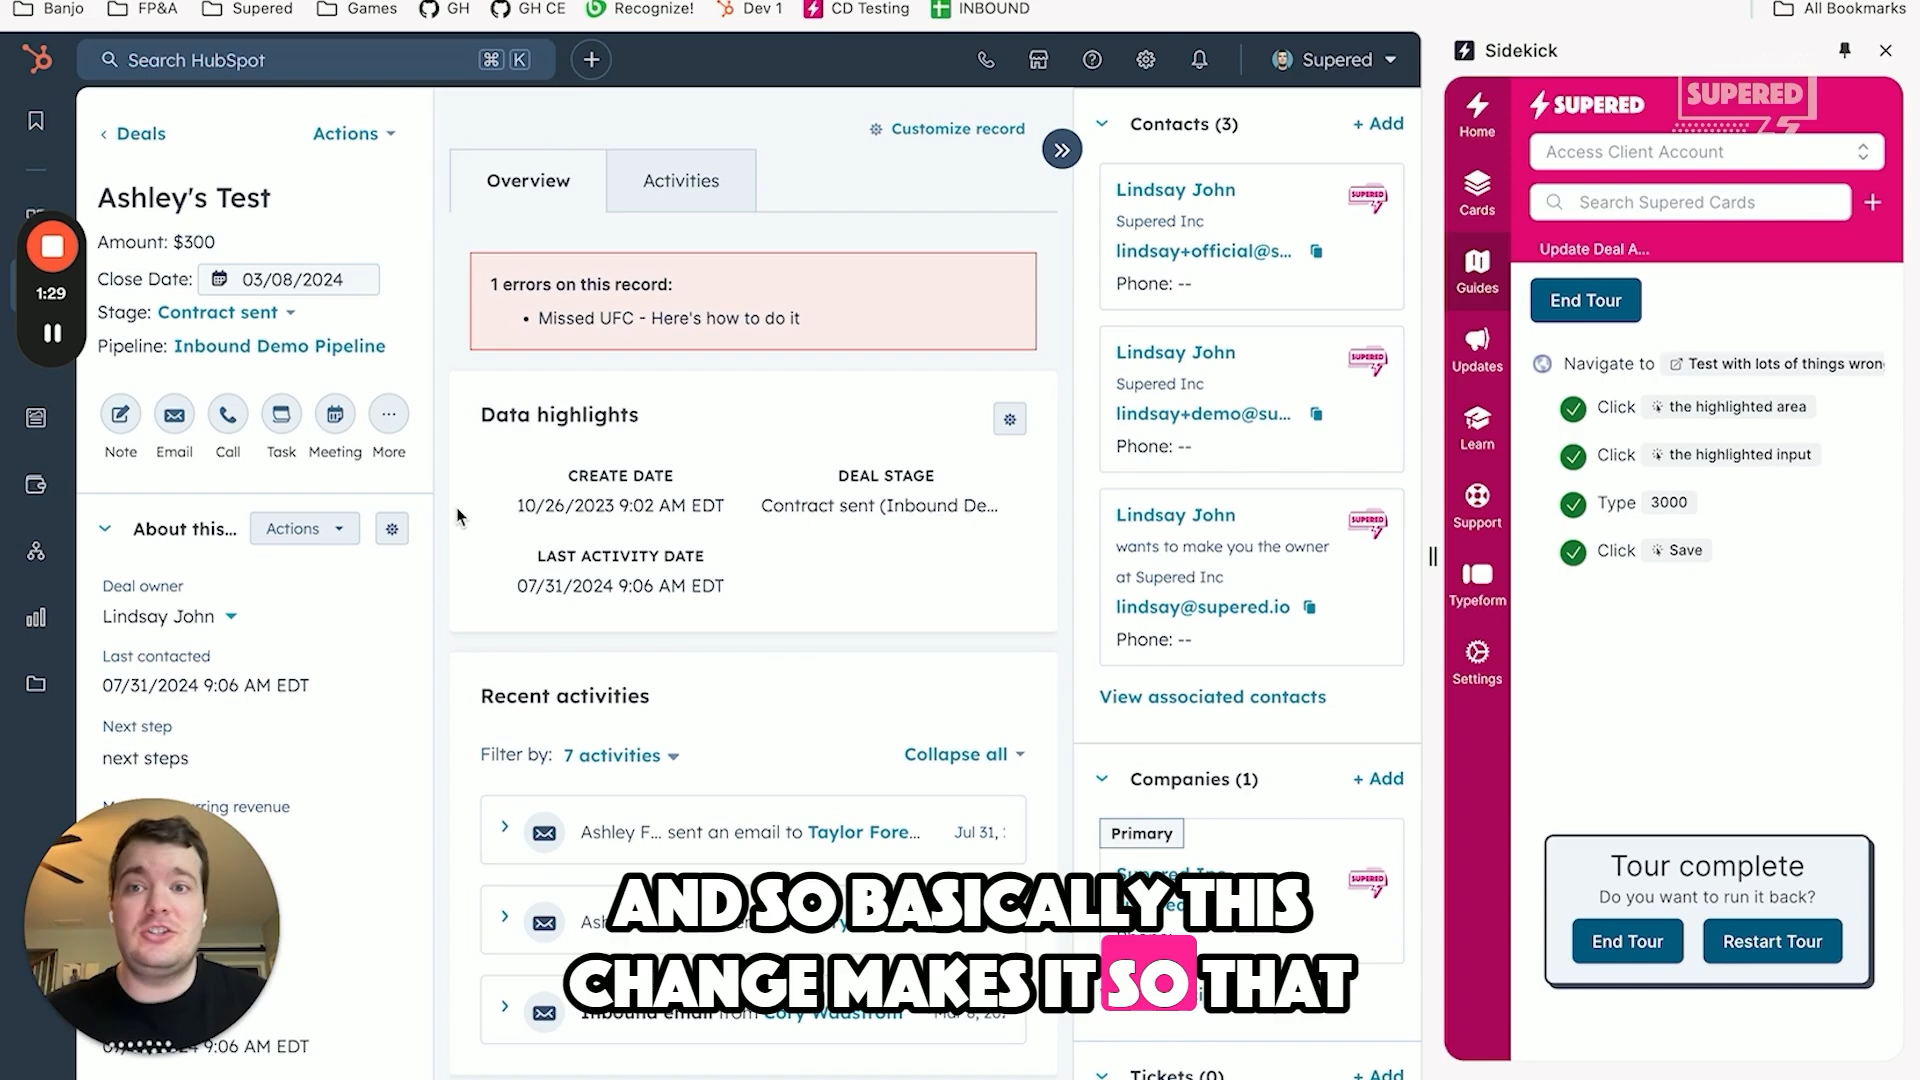 Banjo
FP&A
Supered
Games
GH
GH CE
Recognize!
Dev 1
CD Testing
INBOUND
All Bookmarks
Search HubSpot
⌘ K
Supered
Sidekick
Deals
Actions
Ashley's Test
Amount: $300
Close Date: 03/08/2024
Stage: Contract sent
Pipeline: Inbound Demo Pipeline
1:29
Note
Email
Call
Task
Meeting
More
About this...
Actions
Deal owner
Lindsay John
Last contacted
07/31/2024 9:06 AM EDT
Next step
next steps
revenue
9:06 AM EDT
Customize record
Overview
Activities
1 errors on this record:
• Missed UFC - Here's how to do it
Data highlights
CREATE DATE
10/26/2023 9:02 AM EDT
DEAL STAGE
Contract sent (Inbound De...
LAST ACTIVITY DATE
07/31/2024 9:06 AM EDT
Recent activities
Filter by: 7 activities
Collapse all
Ashley F... sent an email to Taylor Fore...
Jul 31,
Inbound email from Cory Wadstrom
AND SO BASICALLY THIS
CHANGE MAKES IT SO THAT
Contacts (3)
+ Add
Lindsay John
Supered Inc
lindsay+official@s...
Phone: --
SUPERED
Lindsay John
Supered Inc
lindsay+demo@su...
Phone: --
SUPERED
Lindsay John
wants to make you the owner
at Supered Inc
lindsay@supered.io
Phone: --
SUPERED
View associated contacts
Companies (1)
+ Add
Primary
Supered Inc
SUPERED
Tickets (0)
+ Add
Home
Cards
Guides
Updates
Learn
Support
Typeform
Settings
SUPERED
SUPERED
Access Client Account
Search Supered Cards
Update Deal A...
End Tour
Navigate to Test with lots of things wron
Click the highlighted area
Click the highlighted input
Type 3000
Click Save
Tour complete
Do you want to run it back?
End Tour
Restart Tour